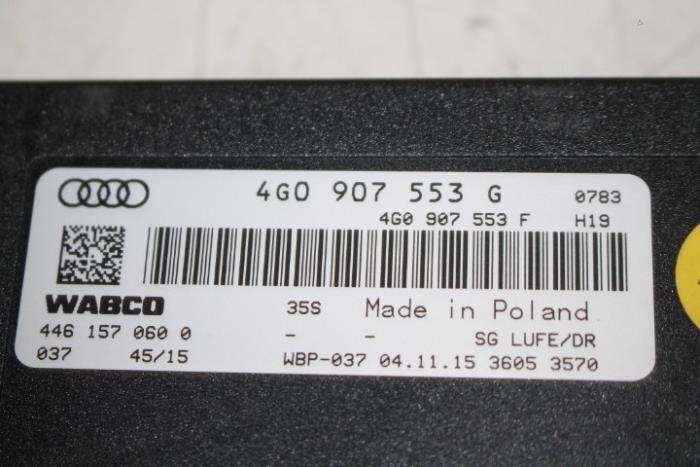 4G0 907 553 G 0783
4G0 907 553 F H19
WABCO 35S Made in Poland
446 157 060 0 - - SG LUFE/DR
037 45/15 WBP-037 04.11.15 3605 3570